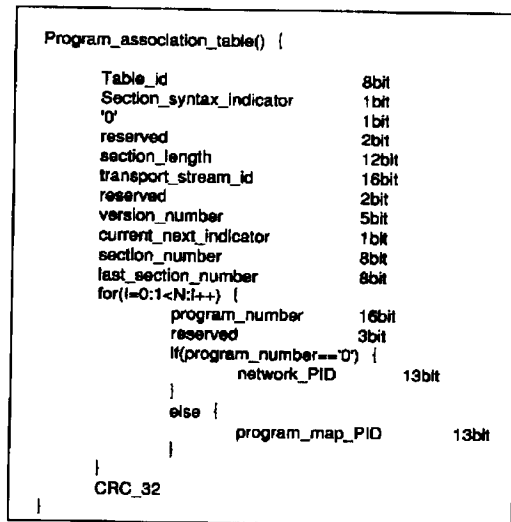 Program_association_table() {
Table_id 8bit
Section_syntax_indicator 1bit
'0' 1bit
reserved 2bit
section_length 12bit
transport_stream_id 16bit
reserved 2bit
version_number 5bit
current_next_indicator 1bit
section_number 8bit
last_section_number 8bit
for(i=0:1<N:i++) {
program_number 16bit
reserved 3bit
if(program_number=='0') {
network_PID 13bit
}
else {
program_map_PID 13bit
}
}
CRC_32
}